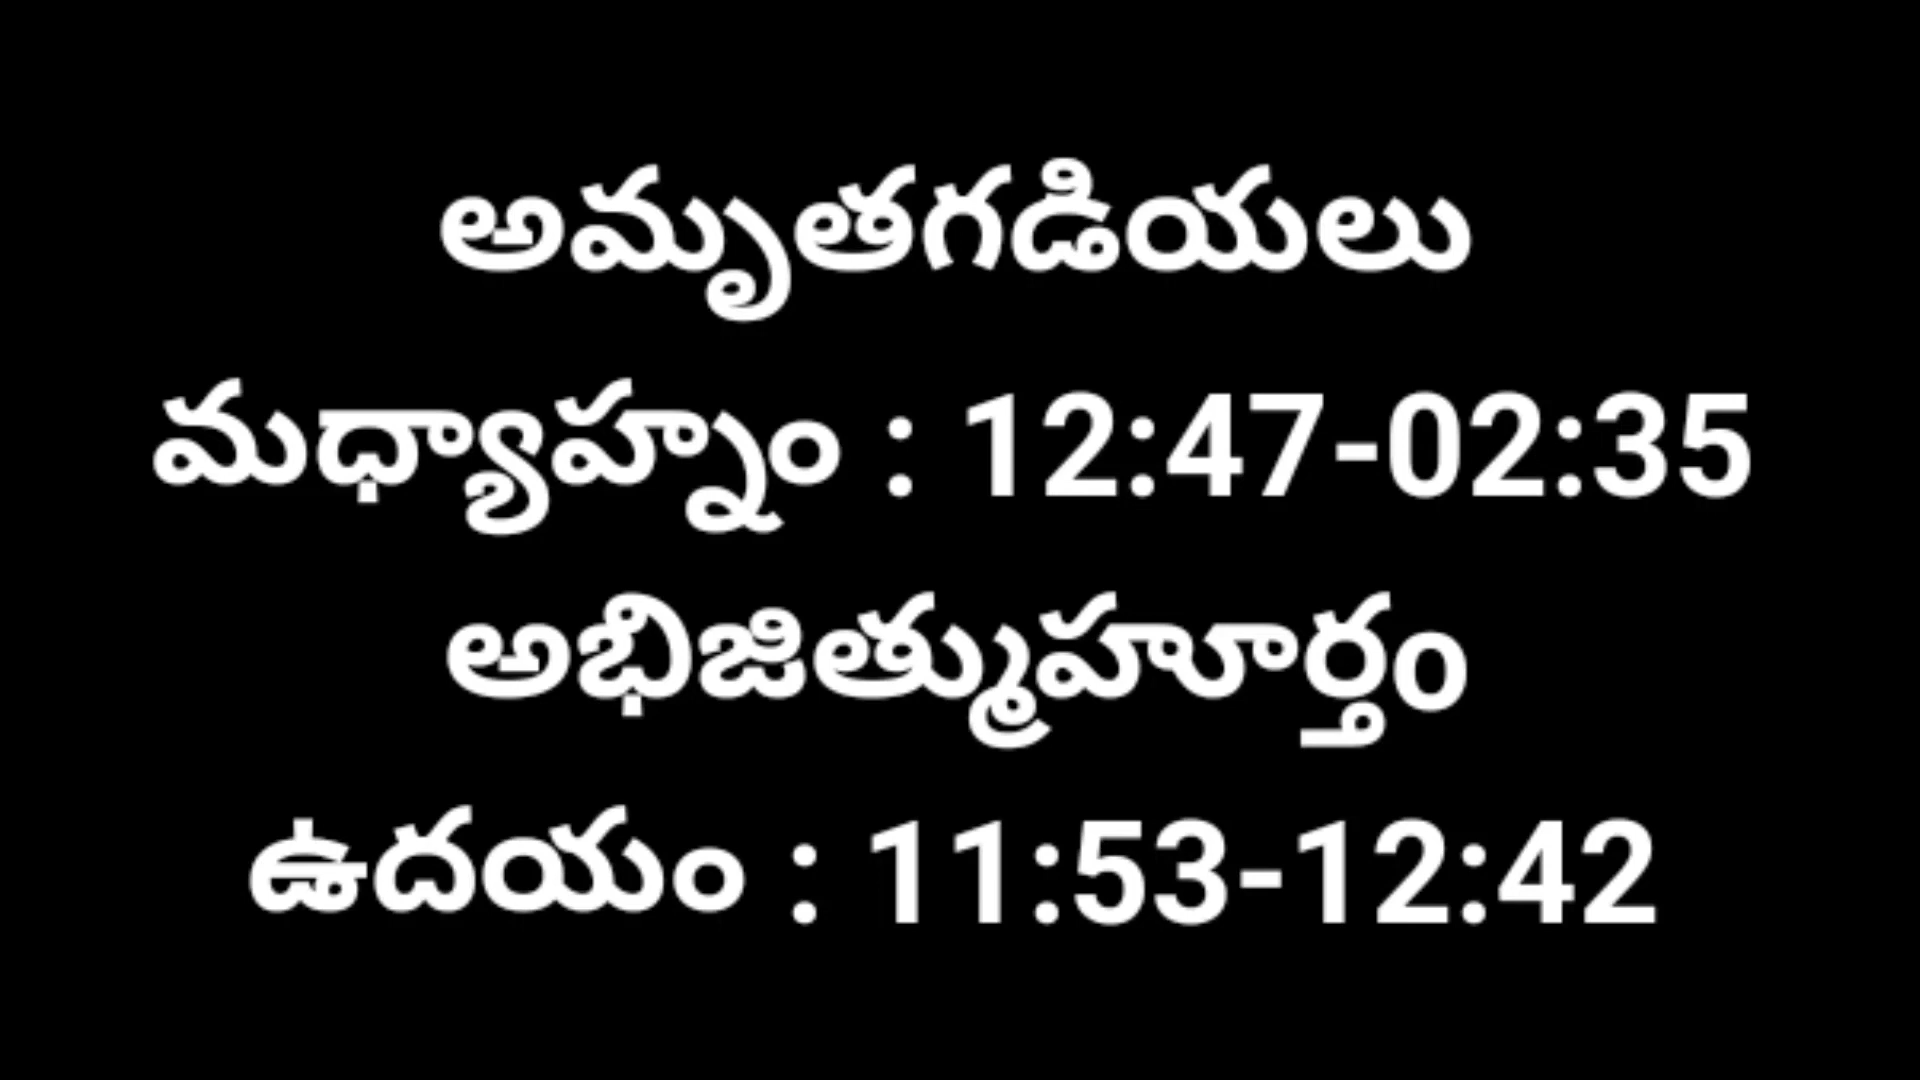 అమృతగడియలు
మధ్యాహ్నం : 12:47-02:35
అభిజిత్ముహూర్తం
ఉదయం : 11:53-12:42